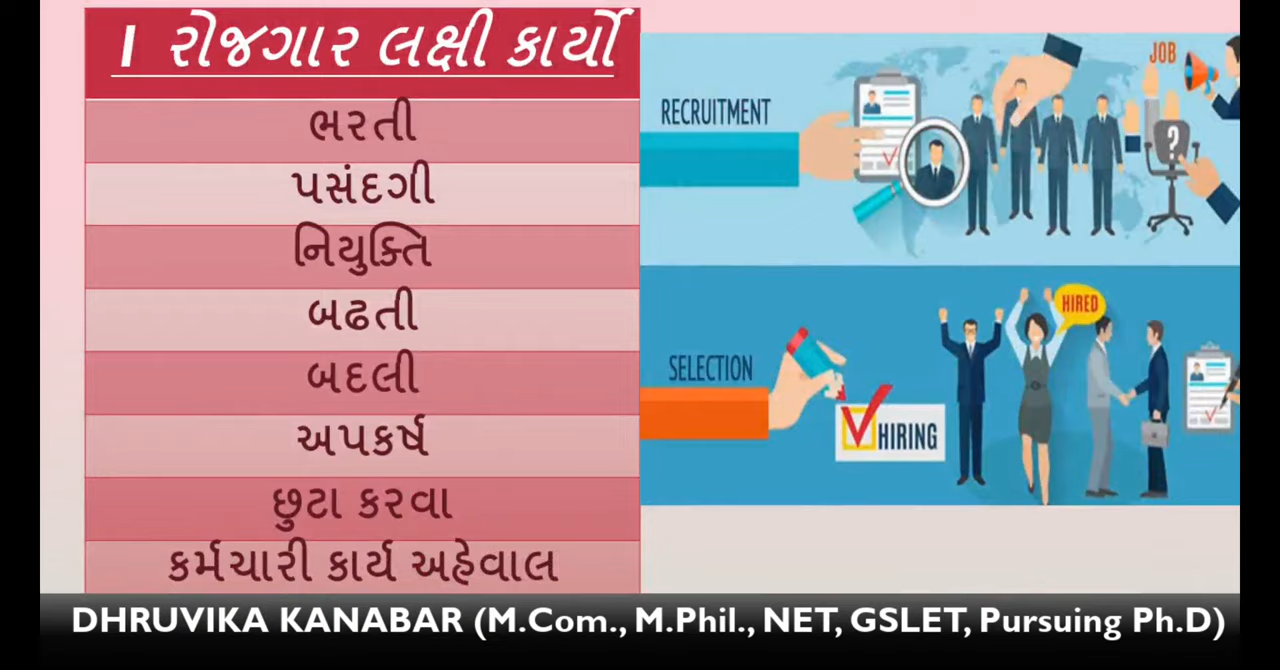 I રોજગાર લક્ષી કાર્યો
ભરતી
પસંદગી
નિયુક્તિ
બઢતી
બદલી
અપકર્ષ
છુટા કરવા
કર્મચારી કાર્ય અહેવાલ
RECRUITMENT
JOB
?
SELECTION
HIRED
HIRING
DHRUVIKA KANABAR (M.Com., M.Phil., NET, GSLET, Pursuing Ph.D)